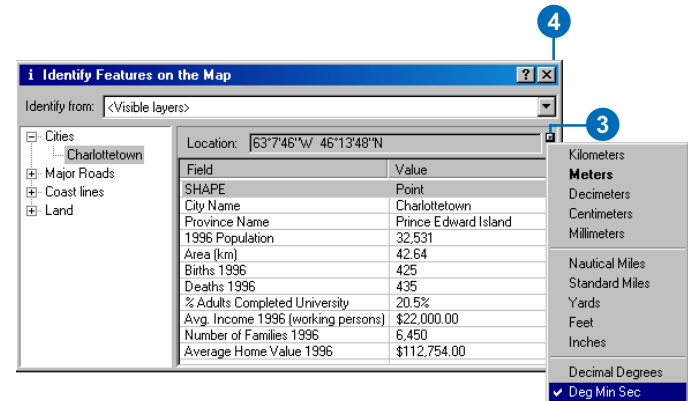 4
i Identify Features on the Map
Identify from: <Visible layers>
3
Cities
Charlottetown
Major Roads
Coast lines
Land
Location: 63°7'46"W 46°13'48"N
Field Value
SHAPE Point
City Name Charlottetown
Province Name Prince Edward Island
1996 Population 32,531
Area (km) 42.64
Births 1996 425
Deaths 1996 435
% Adults Completed University 20.5%
Avg. Income 1996 (working persons) $22,000.00
Number of Families 1996 6,450
Average Home Value 1996 $112,754.00
Kilometers
Meters
Decimeters
Centimeters
Millimeters
Nautical Miles
Standard Miles
Yards
Feet
Inches
Decimal Degrees
Deg Min Sec